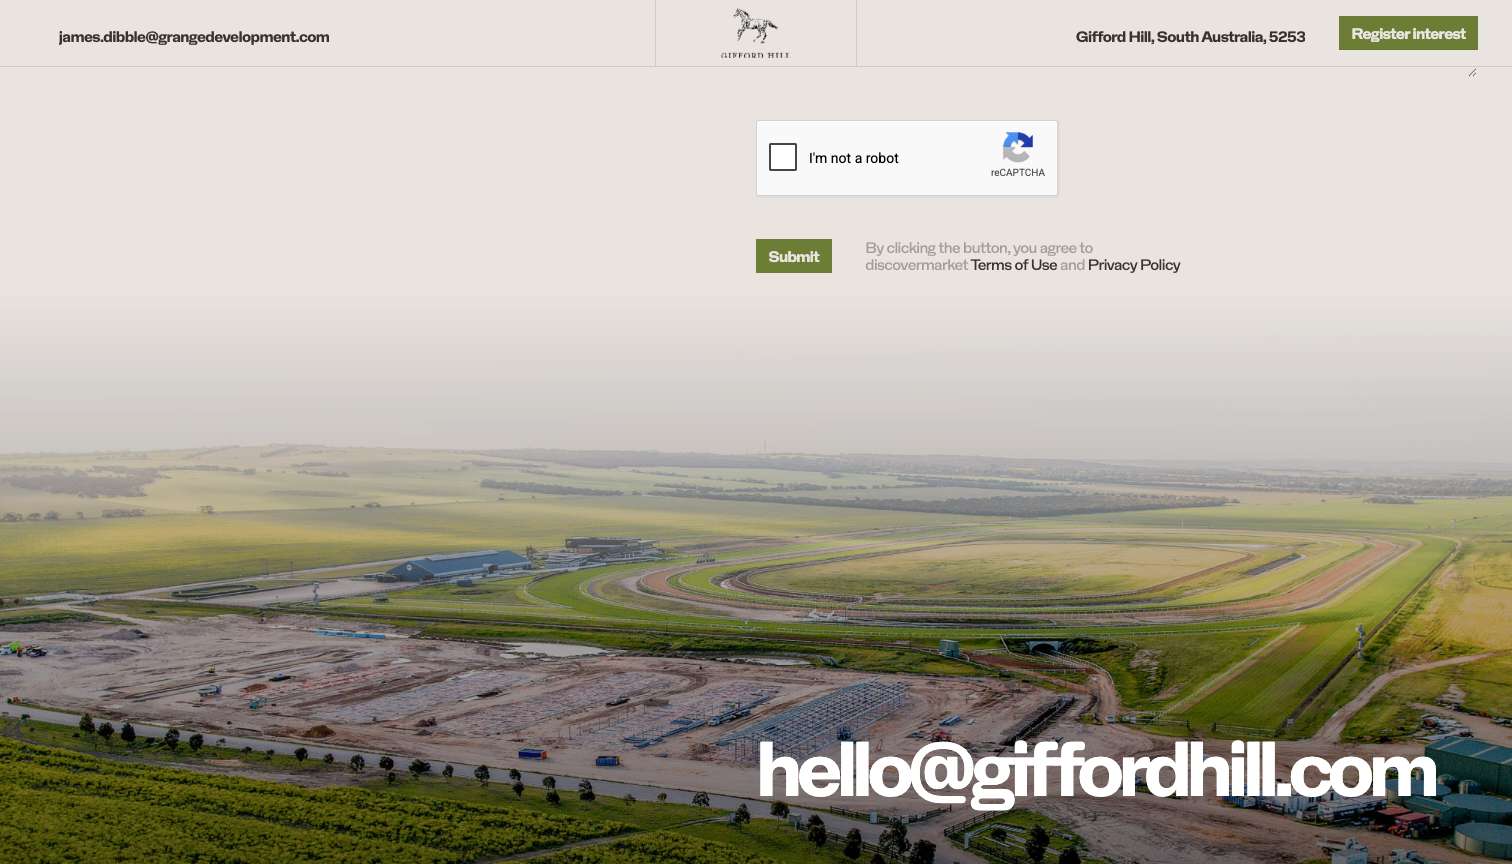 james.dibble@grangedevelopment.com
GIFFORD HILL
Gifford Hill, South Australia, 5253
Register interest
I'm not a robot
reCAPTCHA
Submit
By clicking the button, you agree to
discovermarket Terms of Use and Privacy Policy
hello@giffordhill.com